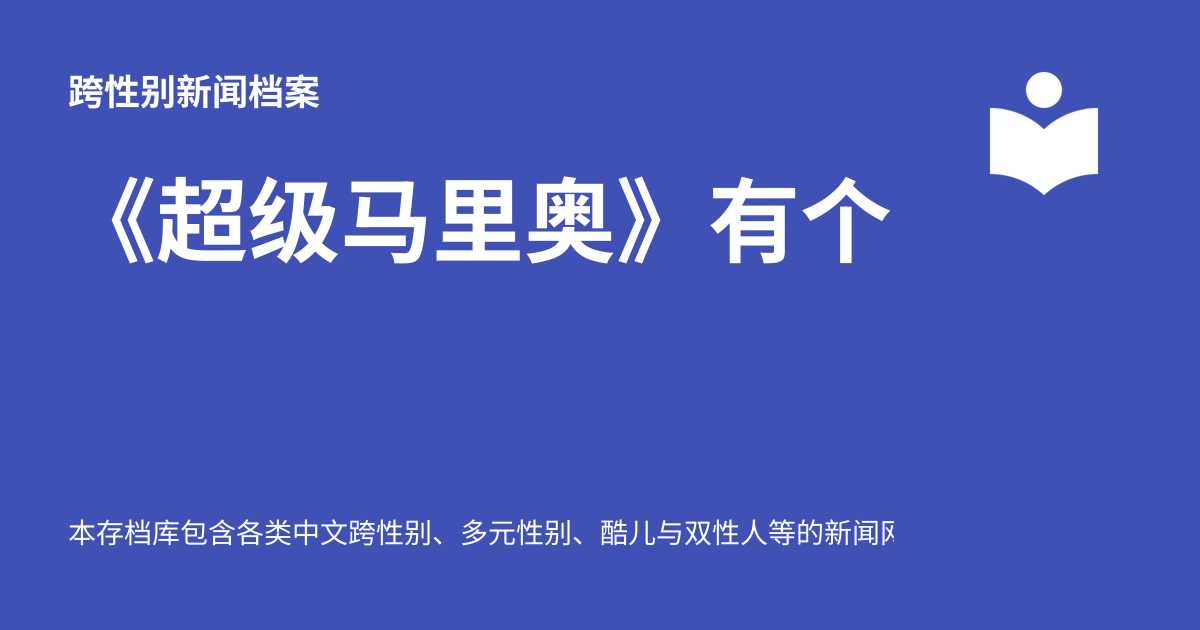 跨性别新闻档案
《超级马里奥》有个
本存档库包含各类中文跨性别、多元性别、酷儿与双性人等的新闻